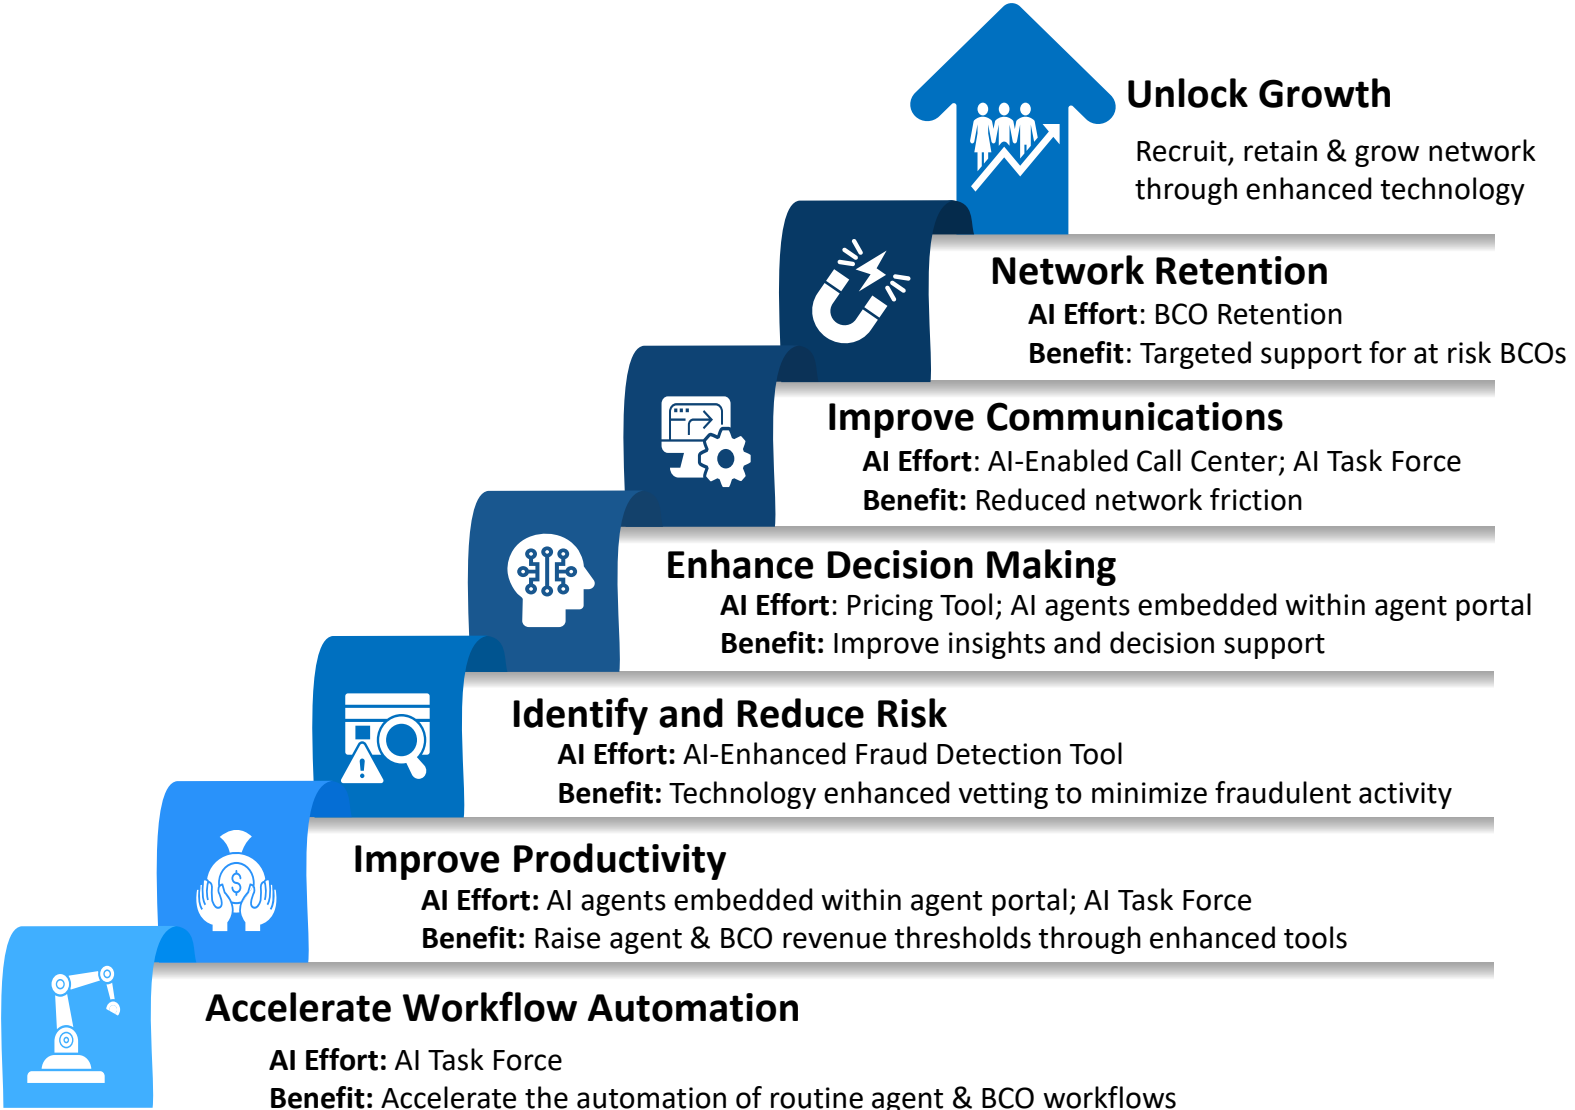 Unlock Growth
Recruit, retain & grow network
through enhanced technology
Network Retention
AI Effort: BCO Retention
Benefit: Targeted support for at risk BCOs
Improve Communications
AI Effort: AI-Enabled Call Center; AI Task Force
Benefit: Reduced network friction
Enhance Decision Making
AI Effort: Pricing Tool; AI agents embedded within agent portal
Benefit: Improve insights and decision support
Identify and Reduce Risk
AI Effort: AI-Enhanced Fraud Detection Tool
Benefit: Technology enhanced vetting to minimize fraudulent activity
Improve Productivity
AI Effort: AI agents embedded within agent portal; AI Task Force
Benefit: Raise agent & BCO revenue thresholds through enhanced tools
$
Accelerate Workflow Automation
AI Effort: AI Task Force
Benefit: Accelerate the automation of routine agent & BCO workflows